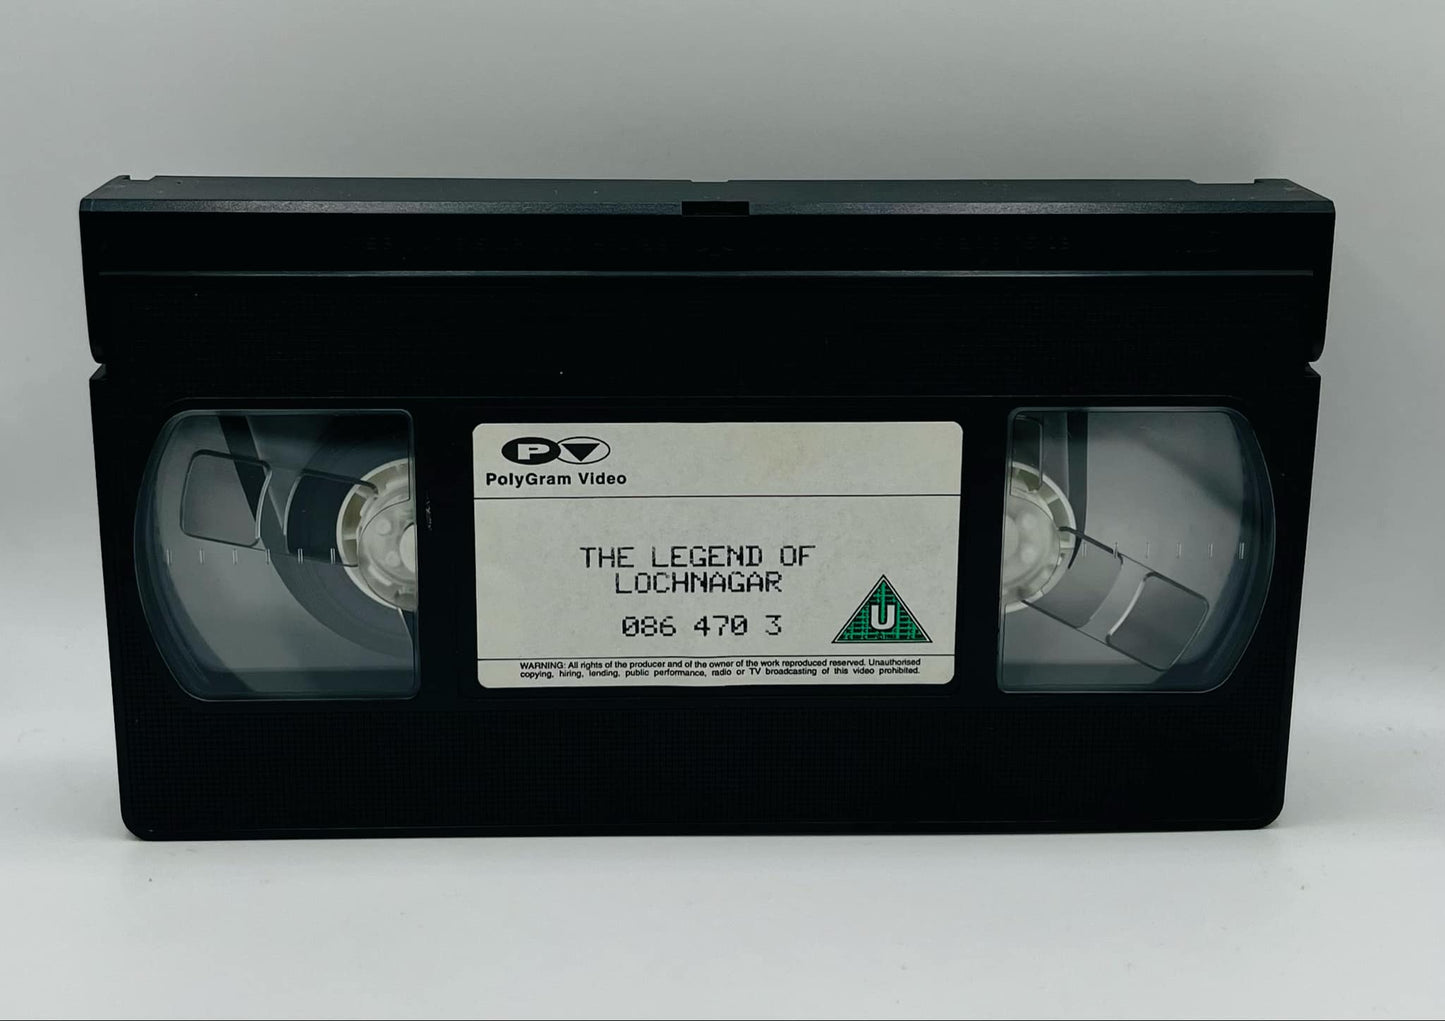 P V
PolyGram Video
THE LEGEND OF
LOCHNAGAR
086 470 3
U
WARNING: All rights of the producer and of the owner of the work reproduced reserved. Unauthorised
copying, hiring, lending, public performance, radio or TV broadcasting of this video prohibited.